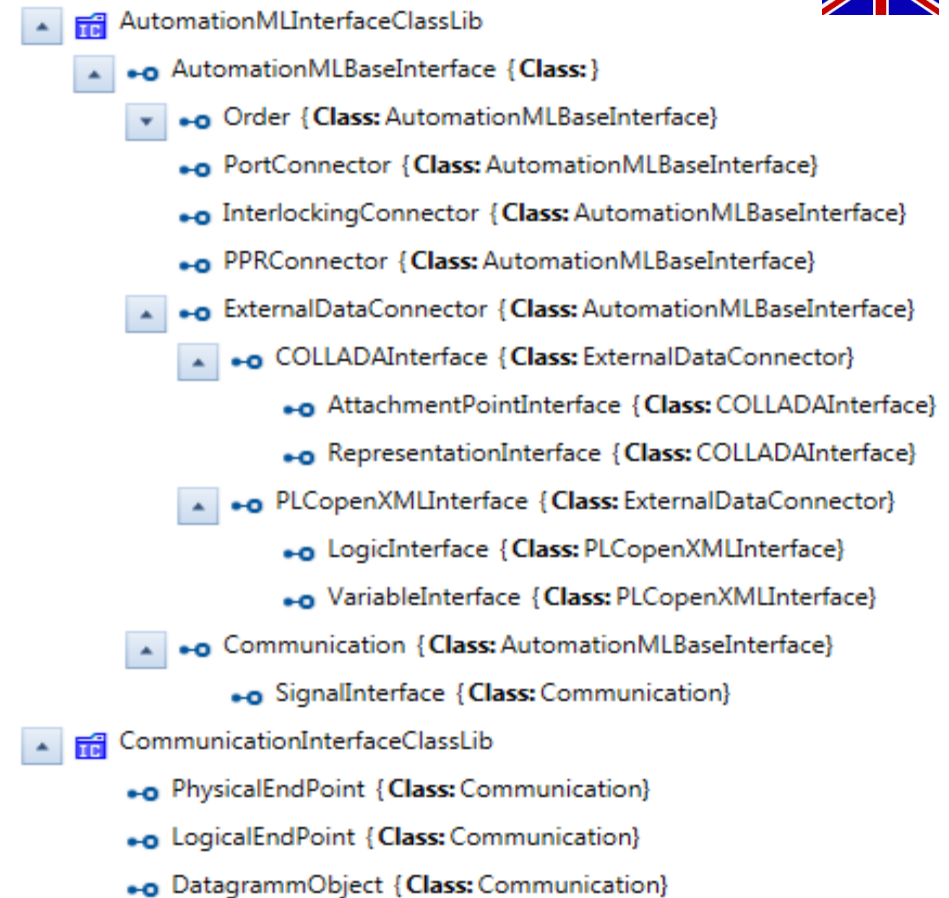 AutomationMLInterfaceClassLib
AutomationMLBaseInterface {Class: }
Order {Class: AutomationMLBaseInterface}
PortConnector {Class: AutomationMLBaseInterface}
InterlockingConnector {Class: AutomationMLBaseInterface}
PPRConnector {Class: AutomationMLBaseInterface}
ExternalDataConnector {Class: AutomationMLBaseInterface}
COLLADAInterface {Class: ExternalDataConnector}
AttachmentPointInterface {Class: COLLADAInterface}
RepresentationInterface {Class: COLLADAInterface}
PLCopenXMLInterface {Class: ExternalDataConnector}
LogicInterface {Class: PLCopenXMLInterface}
VariableInterface {Class: PLCopenXMLInterface}
Communication {Class: AutomationMLBaseInterface}
SignalInterface {Class: Communication}
CommunicationInterfaceClassLib
PhysicalEndPoint {Class: Communication}
LogicalEndPoint {Class: Communication}
DatagrammObject {Class: Communication}